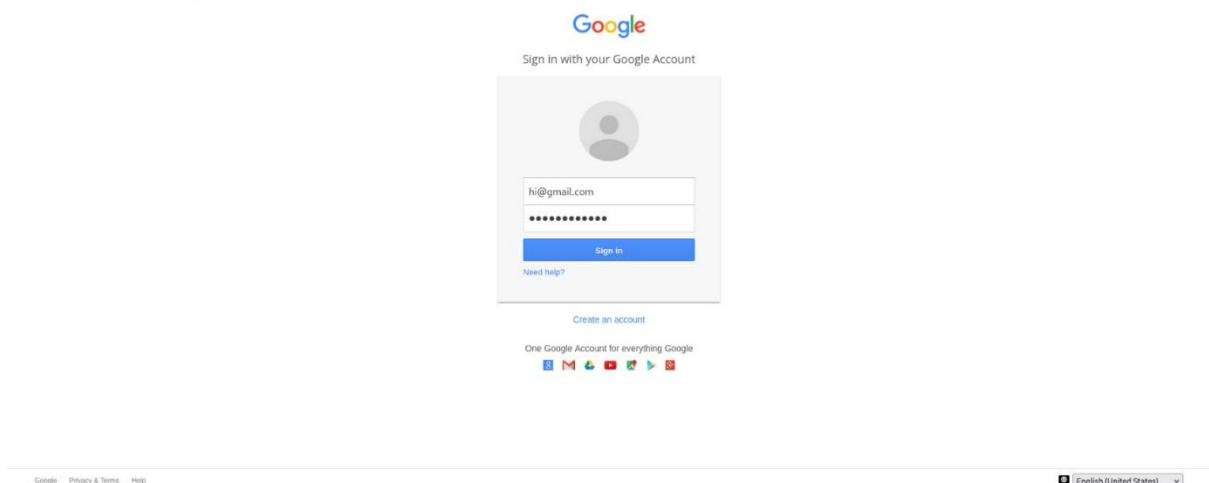 Google
Sign in with your Google Account
hi@gmail.com
••••••••••••
Sign in
Need help?
Create an account
One Google Account for everything Google
Google Privacy & Terms Help
English (United States)